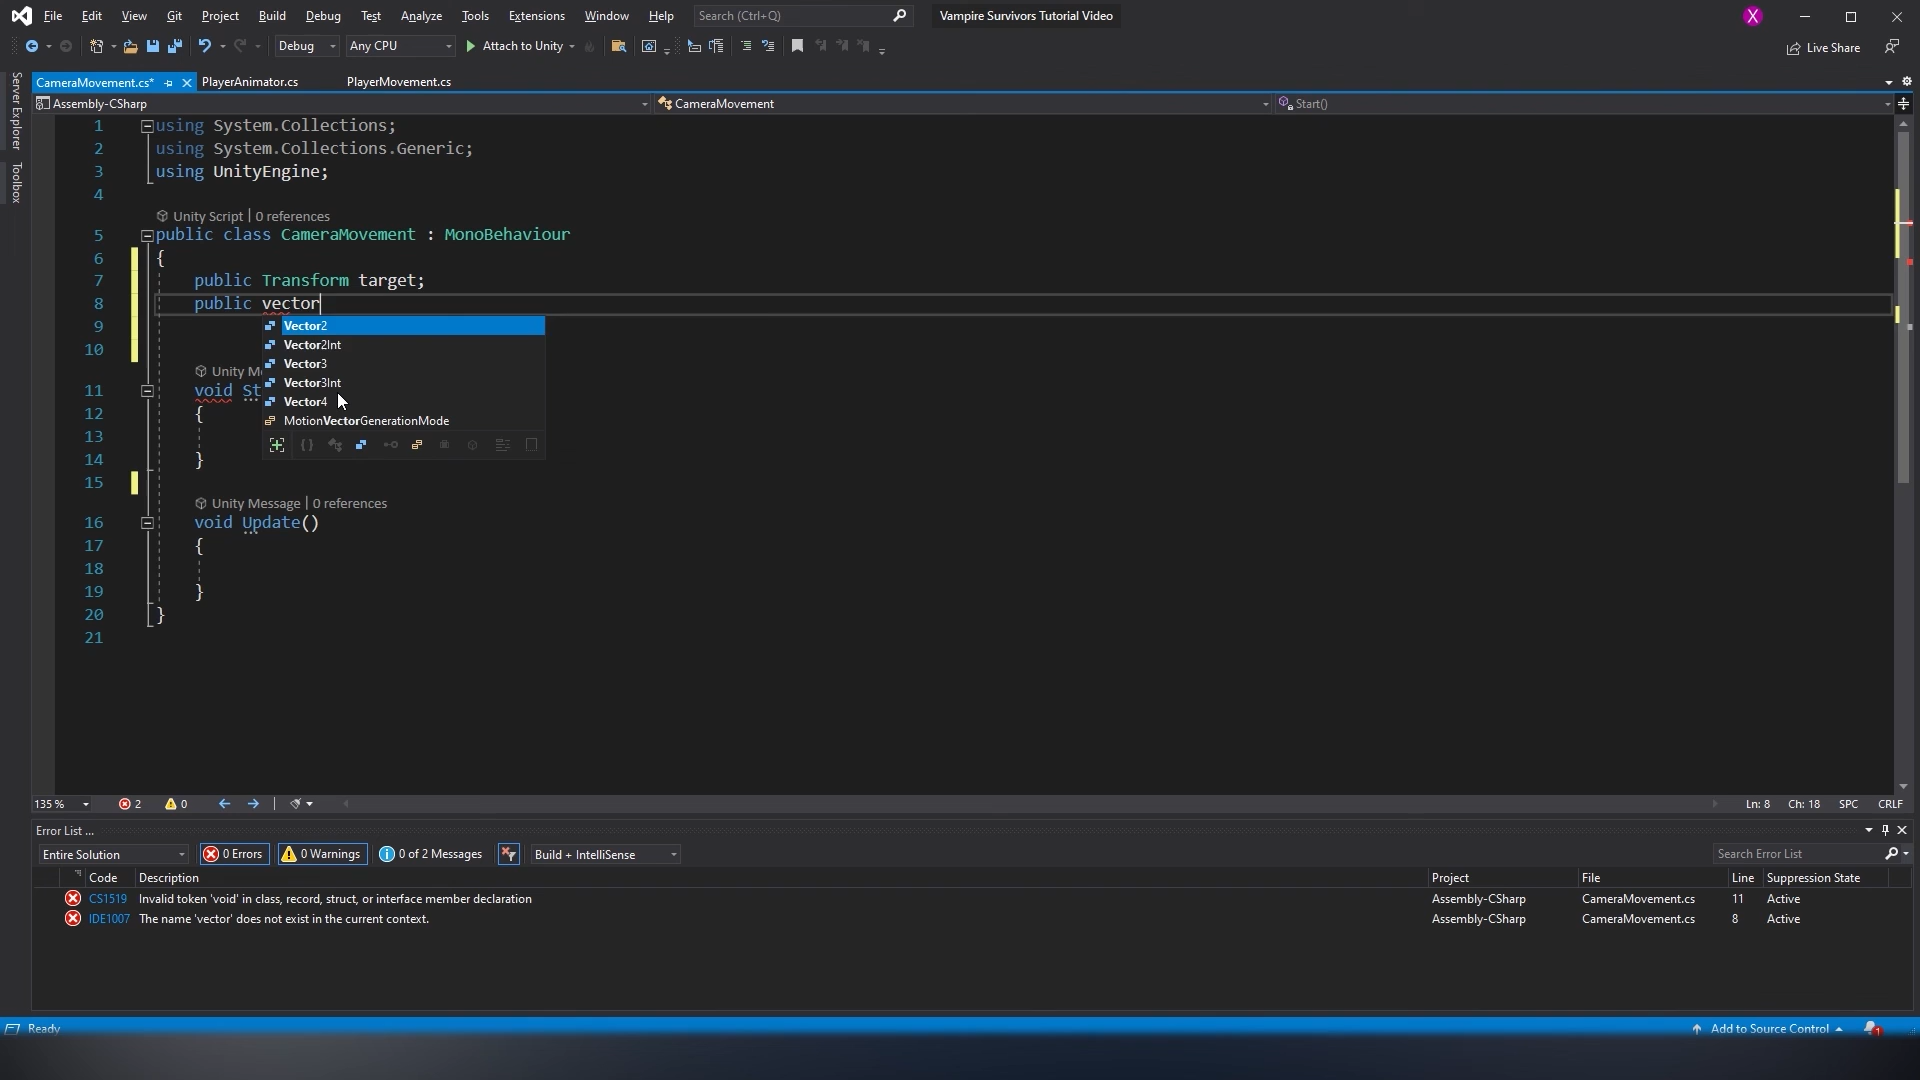 File Edit View Git Project Build Debug Test Analyze Tools Extensions Window Help Search (Ctrl+Q) Vampire Survivors Tutorial Video X
Debug Any CPU Attach to Unity Live Share
Server Explorer
Toolbox
CameraMovement.cs* PlayerAnimator.cs PlayerMovement.cs
Assembly-CSharp CameraMovement Start()
1 using System.Collections;
2 using System.Collections.Generic;
3 using UnityEngine;
4
Unity Script | 0 references
5 public class CameraMovement : MonoBehaviour
6 {
7 public Transform target;
8 public vector
9 Vector2
Vector2Int
10 Vector3
Unity Me Vector3Int
11 void St Vector4
12 { MotionVectorGenerationMode
13
14 }
15
Unity Message | 0 references
16 void Update()
17 {
18
19 }
20 }
21
135 % 2 0 Ln: 8 Ch: 18 SPC CRLF
Error List ...
Entire Solution 0 Errors 0 Warnings 0 of 2 Messages Build + IntelliSense Search Error List
Code Description Project File Line Suppression State
CS1519 Invalid token 'void' in class, record, struct, or interface member declaration Assembly-CSharp CameraMovement.cs 11 Active
IDE1007 The name 'vector' does not exist in the current context. Assembly-CSharp CameraMovement.cs 8 Active
Ready Add to Source Control 1